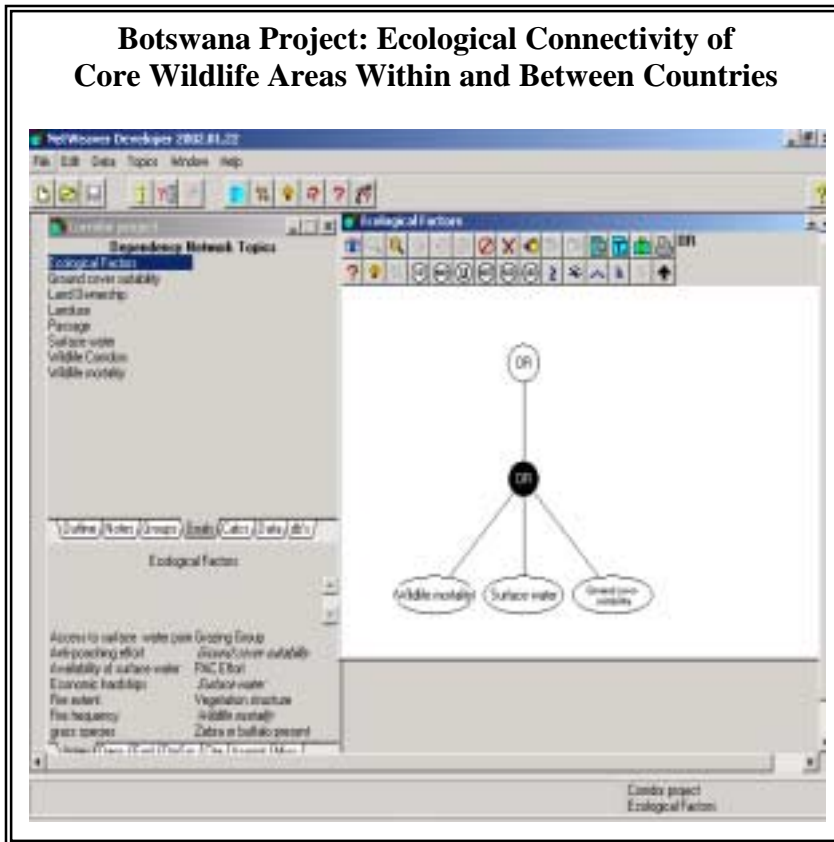 Botswana Project: Ecological Connectivity of
Core Wildlife Areas Within and Between Countries
NetWeaver Developer 2002.01.22
File Edit Data Topics Window Help
Corridor project
Dependency Network Topics
Ecological Factors
Ground cover suitability
Land Ownership
Landuse
Passage
Surface water
Wildlife Corridors
Wildlife mortality
Outline Notes Groups Goals Calcs Data db's
Ecological Factors
Access to surface water pans Grazing Group
Anti-poaching effort Ground cover suitability
Availability of surface water PAC Effort
Economic hardships Surface water
Fire extent Vegetation structure
Fire frequency Wildlife mortality
grass species Zebra or buffalo present
Ecological Factors
OR
OR
OR
Wildlife mortality
Surface water
Ground cover
suitability
Corridor project
Ecological Factors